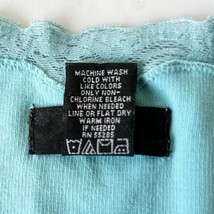 MACHINE WASH
COLD WITH
LIKE COLORS
ONLY NON-
CHLORINE BLEACH
WHEN NEEDED
LINE OR FLAT DRY
WARM IRON
IF NEEDED
RN 55285